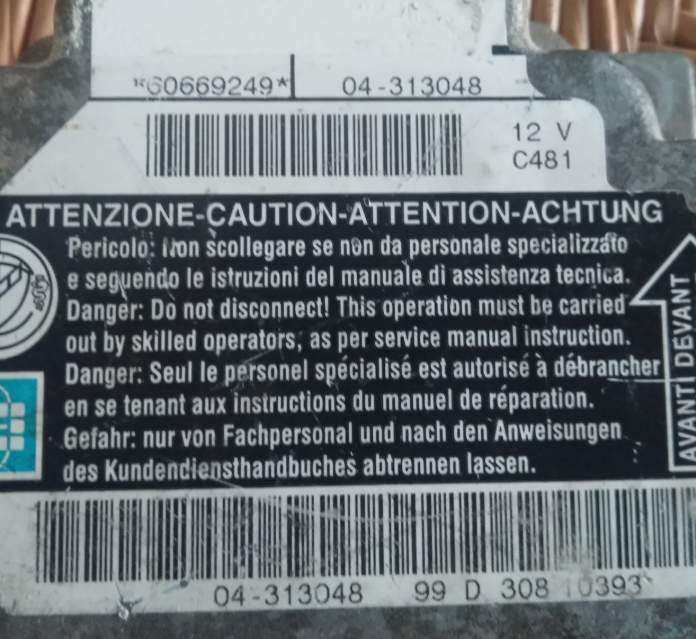 *60669249* 04-313048
12 V
C481
ATTENZIONE-CAUTION-ATTENTION-ACHTUNG
Pericolo: Non scollegare se non da personale specializzato
e seguendo le istruzioni del manuale di assistenza tecnica.
Danger: Do not disconnect! This operation must be carried
out by skilled operators, as per service manual instruction.
Danger: Seul le personel spécialisé est autorisé à débrancher
en se tenant aux instructions du manuel de réparation.
Gefahr: nur von Fachpersonal und nach den Anweisungen
des Kundendiensthandbuches abtrennen lassen.
AVANTI DEVANT
04-313048 99 D 308 10393